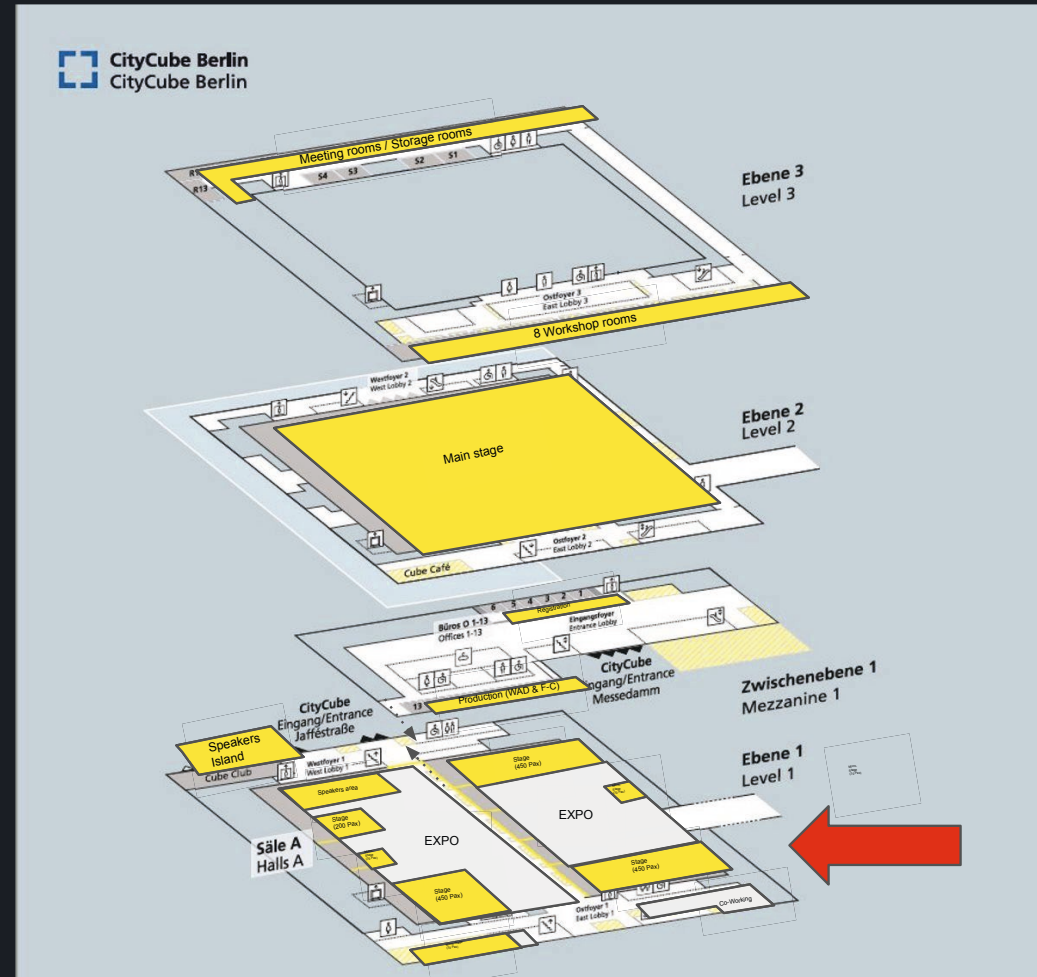 CityCube Berlin
CityCube Berlin
Meeting rooms / Storage rooms
R13
S4
S3
S2
S1
Ebene 3
Level 3
Ostfoyer 3
East Lobby 3
8 Workshop rooms
Westfoyer 2
West Lobby 2
Ebene 2
Level 2
Main stage
Ostfoyer 2
East Lobby 2
Cube Café
6 5 4 3 2 1
Registration
Büros O 1-13
Offices 1-13
Eingangsfoyer
Entrance Lobby
CityCube
Eingang/Entrance
Messedamm
Zwischenebene 1
Mezzanine 1
13
Production (WAD & F-C)
CityCube
Eingang/Entrance
Jafféstraße
Speakers
Island
Cube Club
Westfoyer 1
West Lobby 1
Ebene 1
Level 1
Stage
(450 Pax)
Speakers area
Stage
(200 Pax)
EXPO
EXPO
Säle A
Halls A
Stage
(450 Pax)
Stage
(450 Pax)
Co-Working
Ostfoyer 1
East Lobby 1